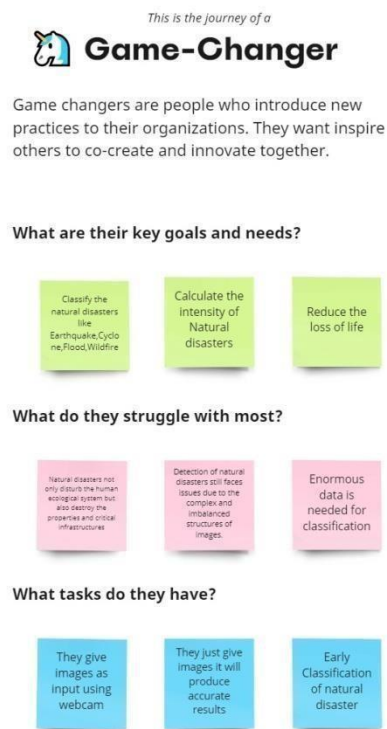 This is the journey of a
Game-Changer
Game changers are people who introduce new
practices to their organizations. They want inspire
others to co-create and innovate together.
What are their key goals and needs?
Classify the
natural disasters
like
Earthquake,Cyclo
ne,Flood,Wildfire
Calculate the
intensity of
Natural
disasters
Reduce the
loss of life
What do they struggle with most?
Natural disasters not
only disturb the human
ecological system but
also destroy the
properties and critical
infrastructures
Detection of natural
disasters still faces
issues due to the
complex and
imbalanced
structures of
images.
Enormous
data is
needed for
classification
What tasks do they have?
They give
images as
input using
webcam
They just give
images it will
produce
accurate
results
Early
Classification
of natural
disaster